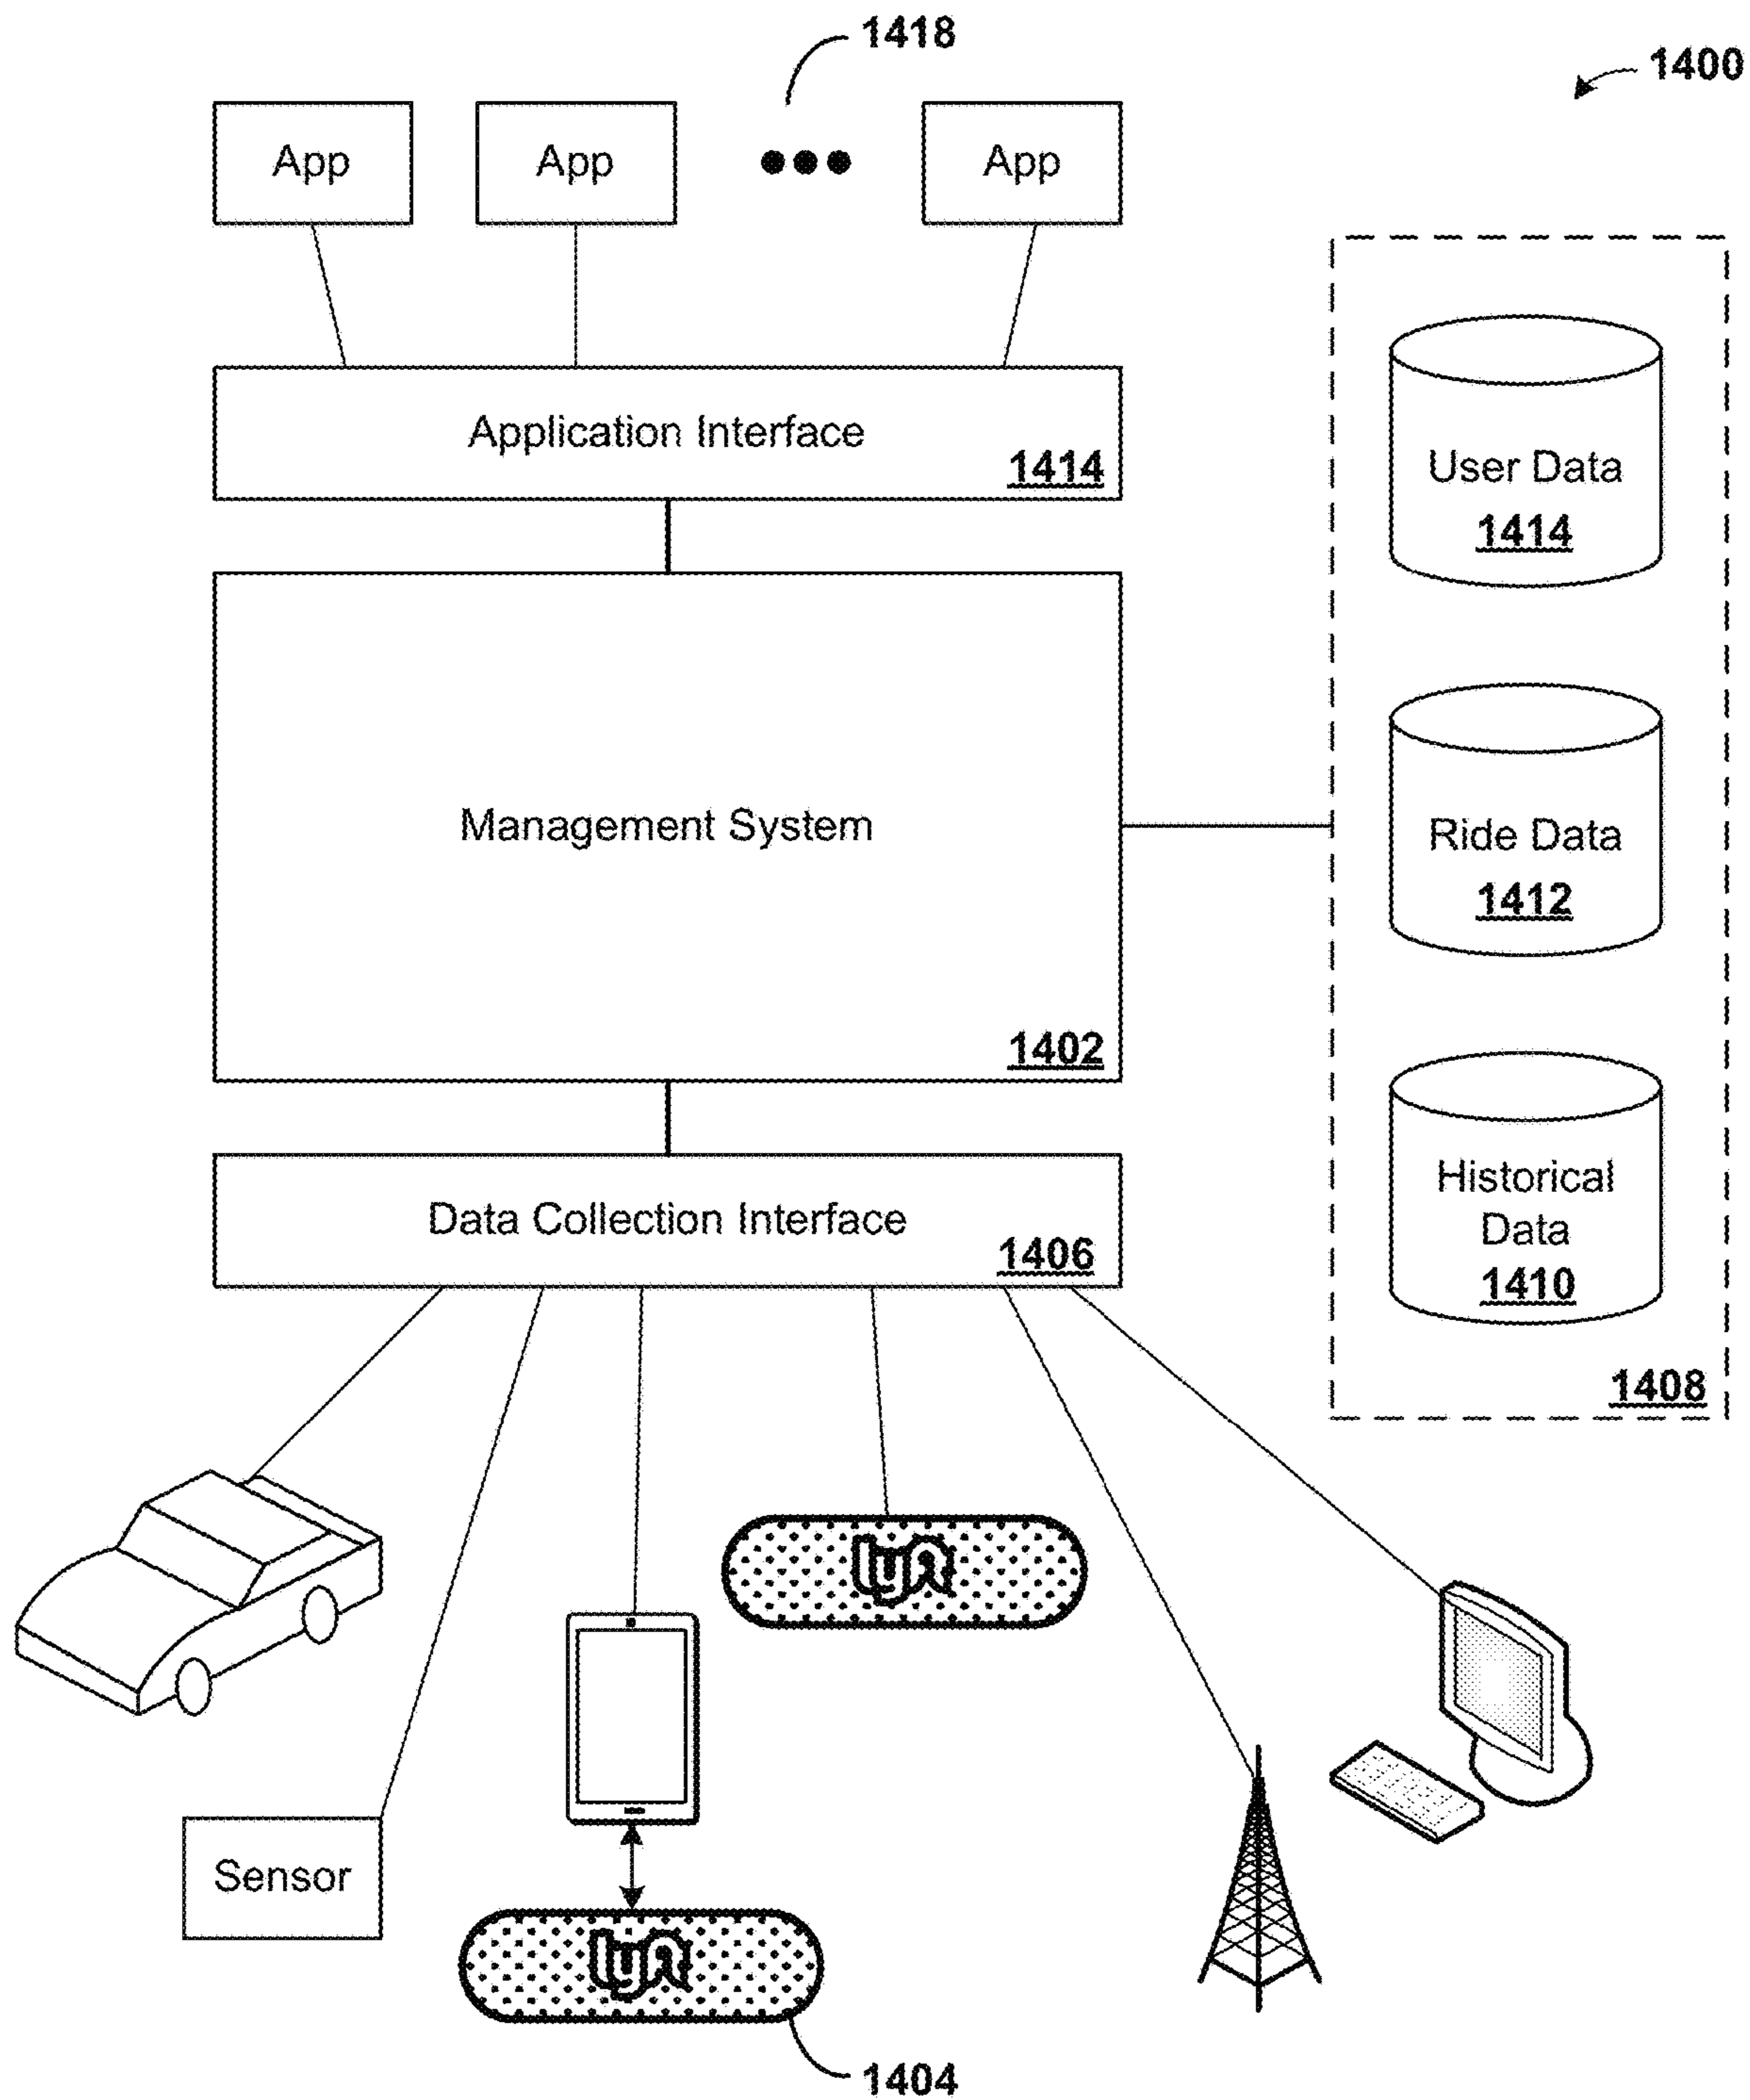 1418
1400
App
App
App
Application Interface
1414
User Data
1414
Management System
1402
Ride Data
1412
Data Collection Interface
1406
Historical
Data
1410
1408
lyft
Sensor
lyft
1404